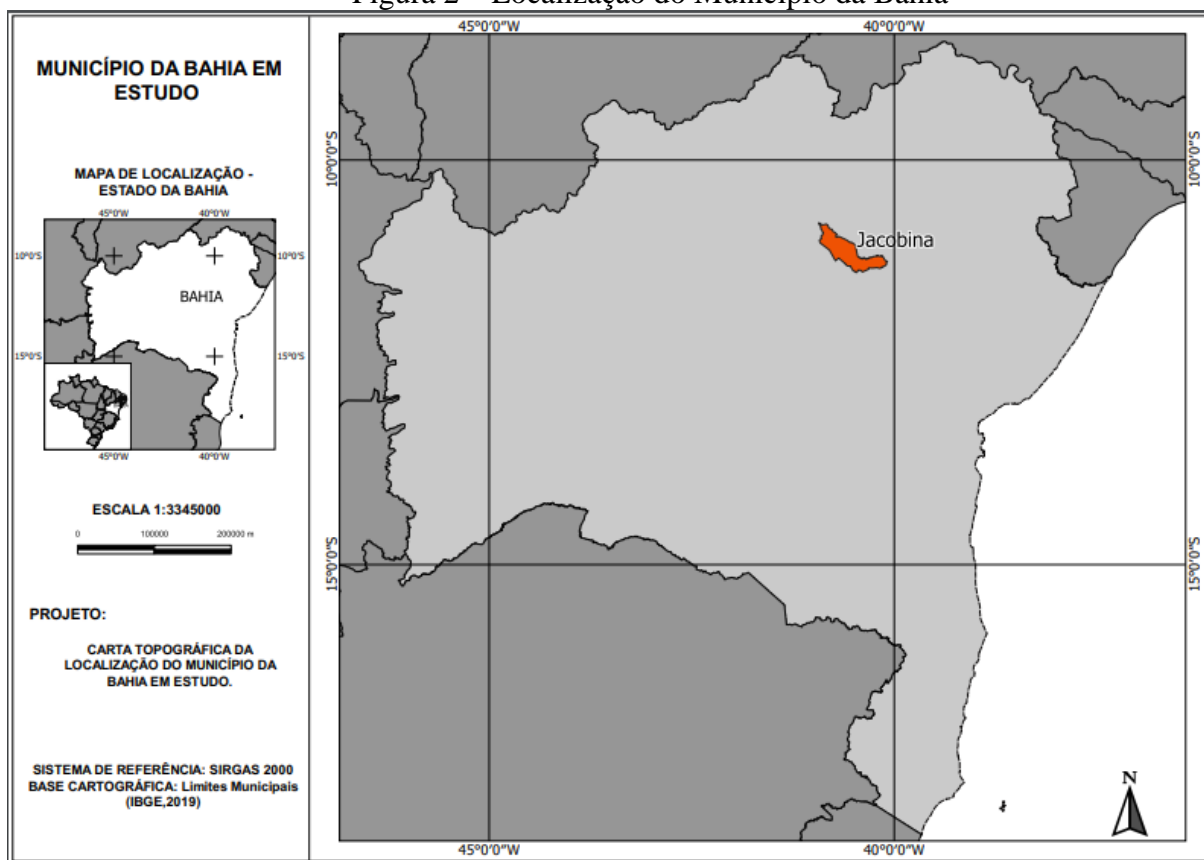 Figura 2 – Localização do Município da Bahia
MUNICÍPIO DA BAHIA EM
ESTUDO
MAPA DE LOCALIZAÇÃO -
ESTADO DA BAHIA
45°0'W 40°0'W
10°0'S 10°0'S
BAHIA
15°0'S 15°0'S
45°0'W 40°0'W
ESCALA 1:3345000
0 100000 200000 m
PROJETO:
CARTA TOPOGRÁFICA DA
LOCALIZAÇÃO DO MUNICÍPIO DA
BAHIA EM ESTUDO.
SISTEMA DE REFERÊNCIA: SIRGAS 2000
BASE CARTOGRÁFICA: Limites Municipais
(IBGE,2019)
45°0'0"W 40°0'0"W
10°0'0"S 10°0'0"S
Jacobina
15°0'0"S 15°0'0"S
N
45°0'0"W 40°0'0"W